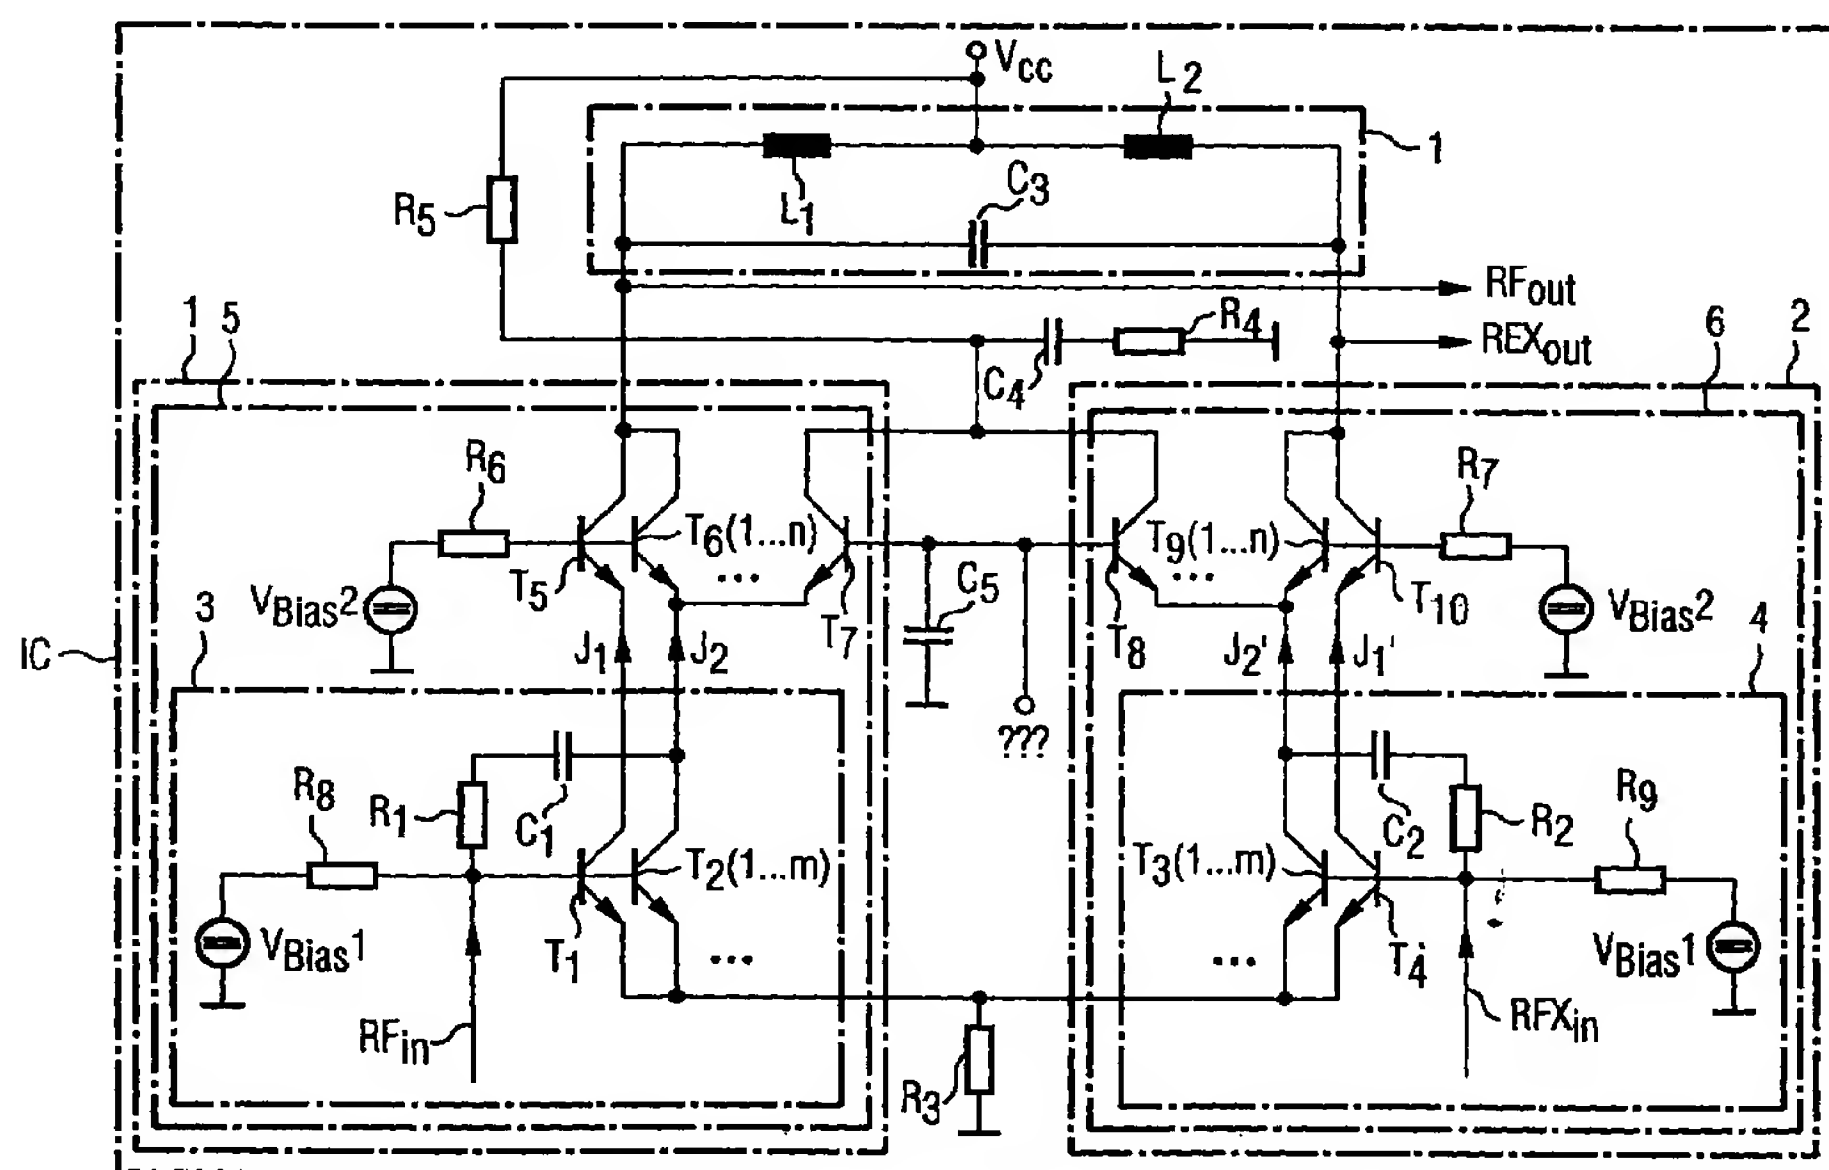 Vcc
L2
1
C3
L1
R5
RFout
R4
REXout
C4
1
5
6
2
R6
R7
T6(1...n)
T9(1...n)
...
...
T5
C5
T10
VBias2
VBias2
T7
T8
3
4
IC
J1
J2
J2'
J1'
???
R8
R1
C1
C2
R2
R9
T2(1...m)
T3(1...m)
VBias1
T1
...
...
T4
VBias1
RFin
RFXin
R3